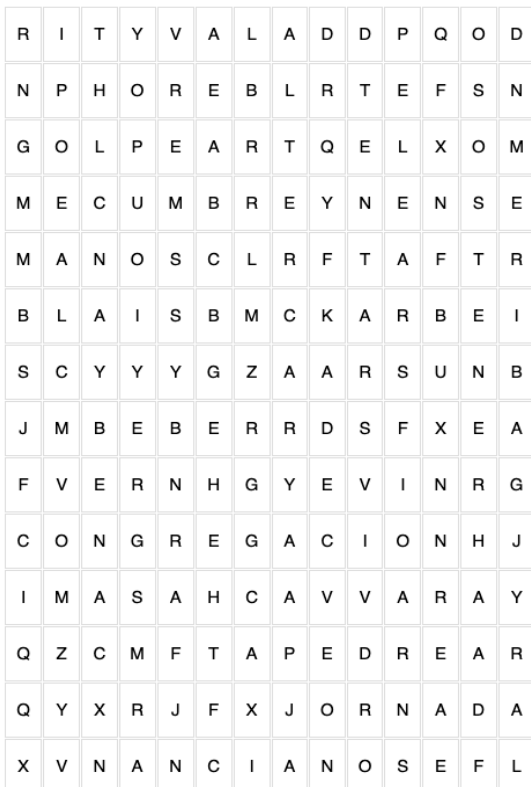 R I T Y V A L A D D P Q O D
N P H O R E B L R T E F S N
G O L P E A R T Q E L X O M
M E C U M B R E Y N E N S E
M A N O S C L R F T A F T R
B L A I S B M C K A R B E I
S C Y Y Y G Z A A R S U N B
J M B E B E R R D S F X E A
F V E R N H G Y E V I N R G
C O N G R E G A C I O N H J
I M A S A H C A V V A R A Y
Q Z C M F T A P E D R E A R
Q Y X R J F X J O R N A D A
X V N A N C I A N O S E F L